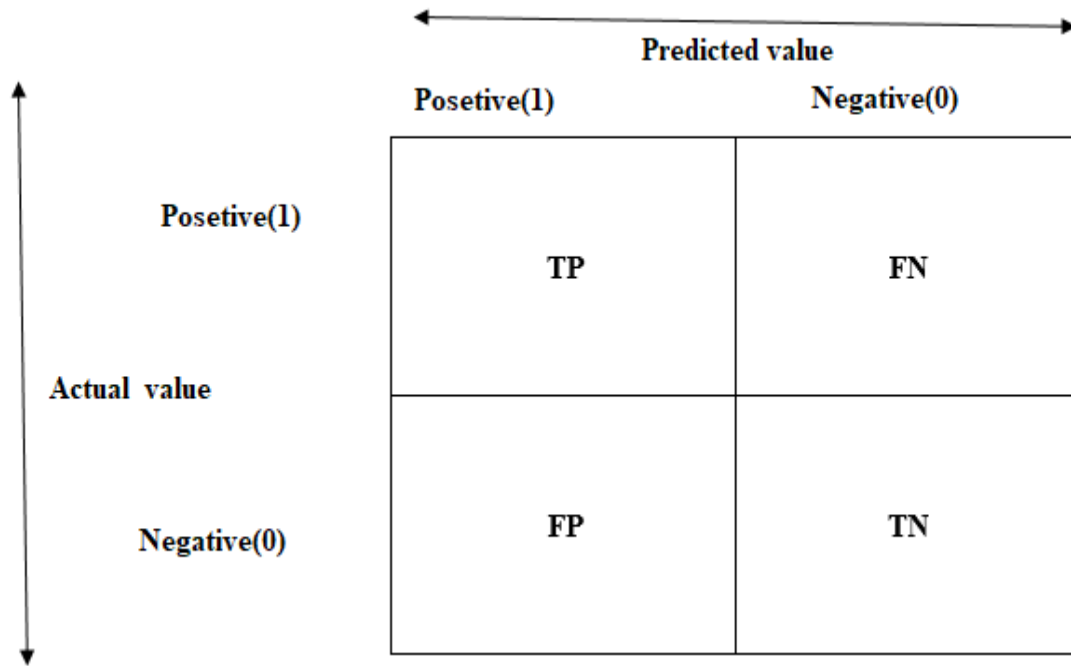 Predicted value
Posetive(1) Negative(0)
Posetive(1)
TP FN
Actual value
FP TN
Negative(0)